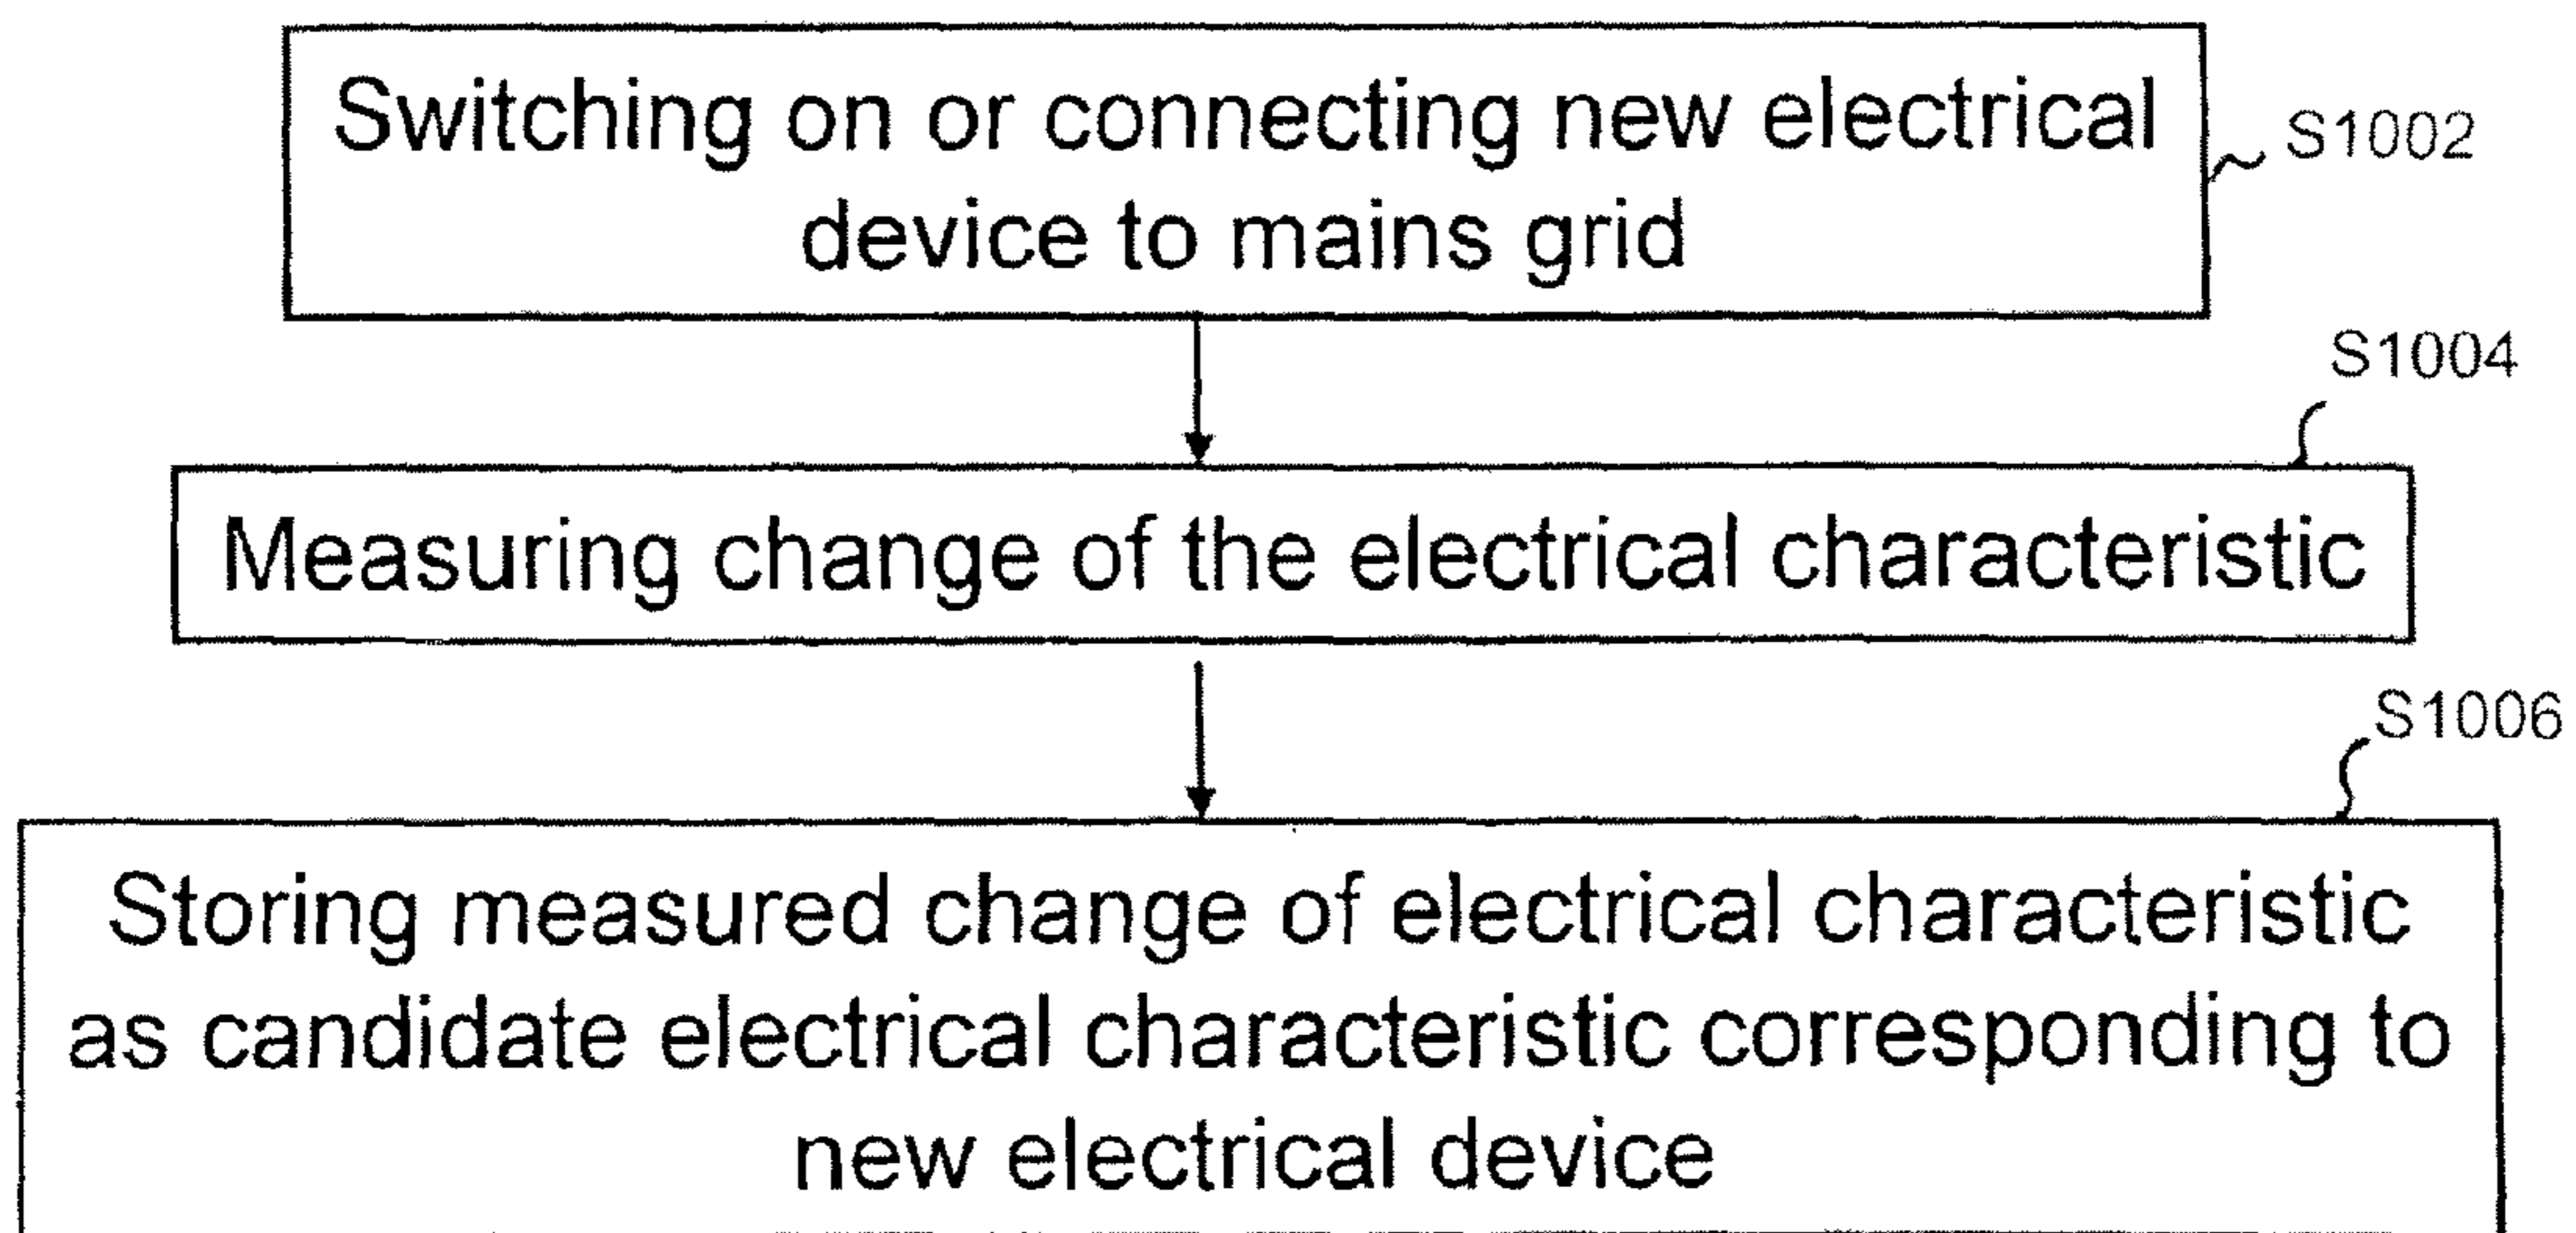 Switching on or connecting new electrical
device to mains grid
S1002
S1004
Measuring change of the electrical characteristic
S1006
Storing measured change of electrical characteristic
as candidate electrical characteristic corresponding to
new electrical device